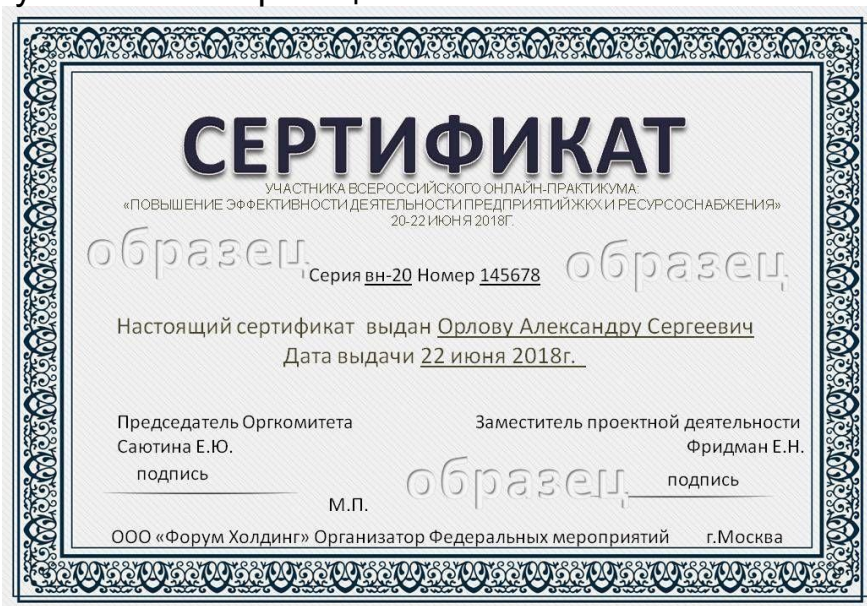 СЕРТИФИКАТ
УЧАСТНИКА ВСЕРОССИЙСКОГО ОНЛАЙН-ПРАКТИКУМА:
«ПОВЫШЕНИЕ ЭФФЕКТИВНОСТИ ДЕЯТЕЛЬНОСТИ ПРЕДПРИЯТИЙ ЖКХ И РЕСУРСОСНАБЖЕНИЯ»
20-22 ИЮНЯ 2018Г.
образец образец
Серия вн-20 Номер 145678
Настоящий сертификат выдан Орлову Александру Сергеевич
Дата выдачи 22 июня 2018г.
Председатель Оргкомитета Заместитель проектной деятельности
Саютина Е.Ю. Фридман Е.Н.
подпись образец подпись
М.П.
ООО «Форум Холдинг» Организатор Федеральных мероприятий г.Москва